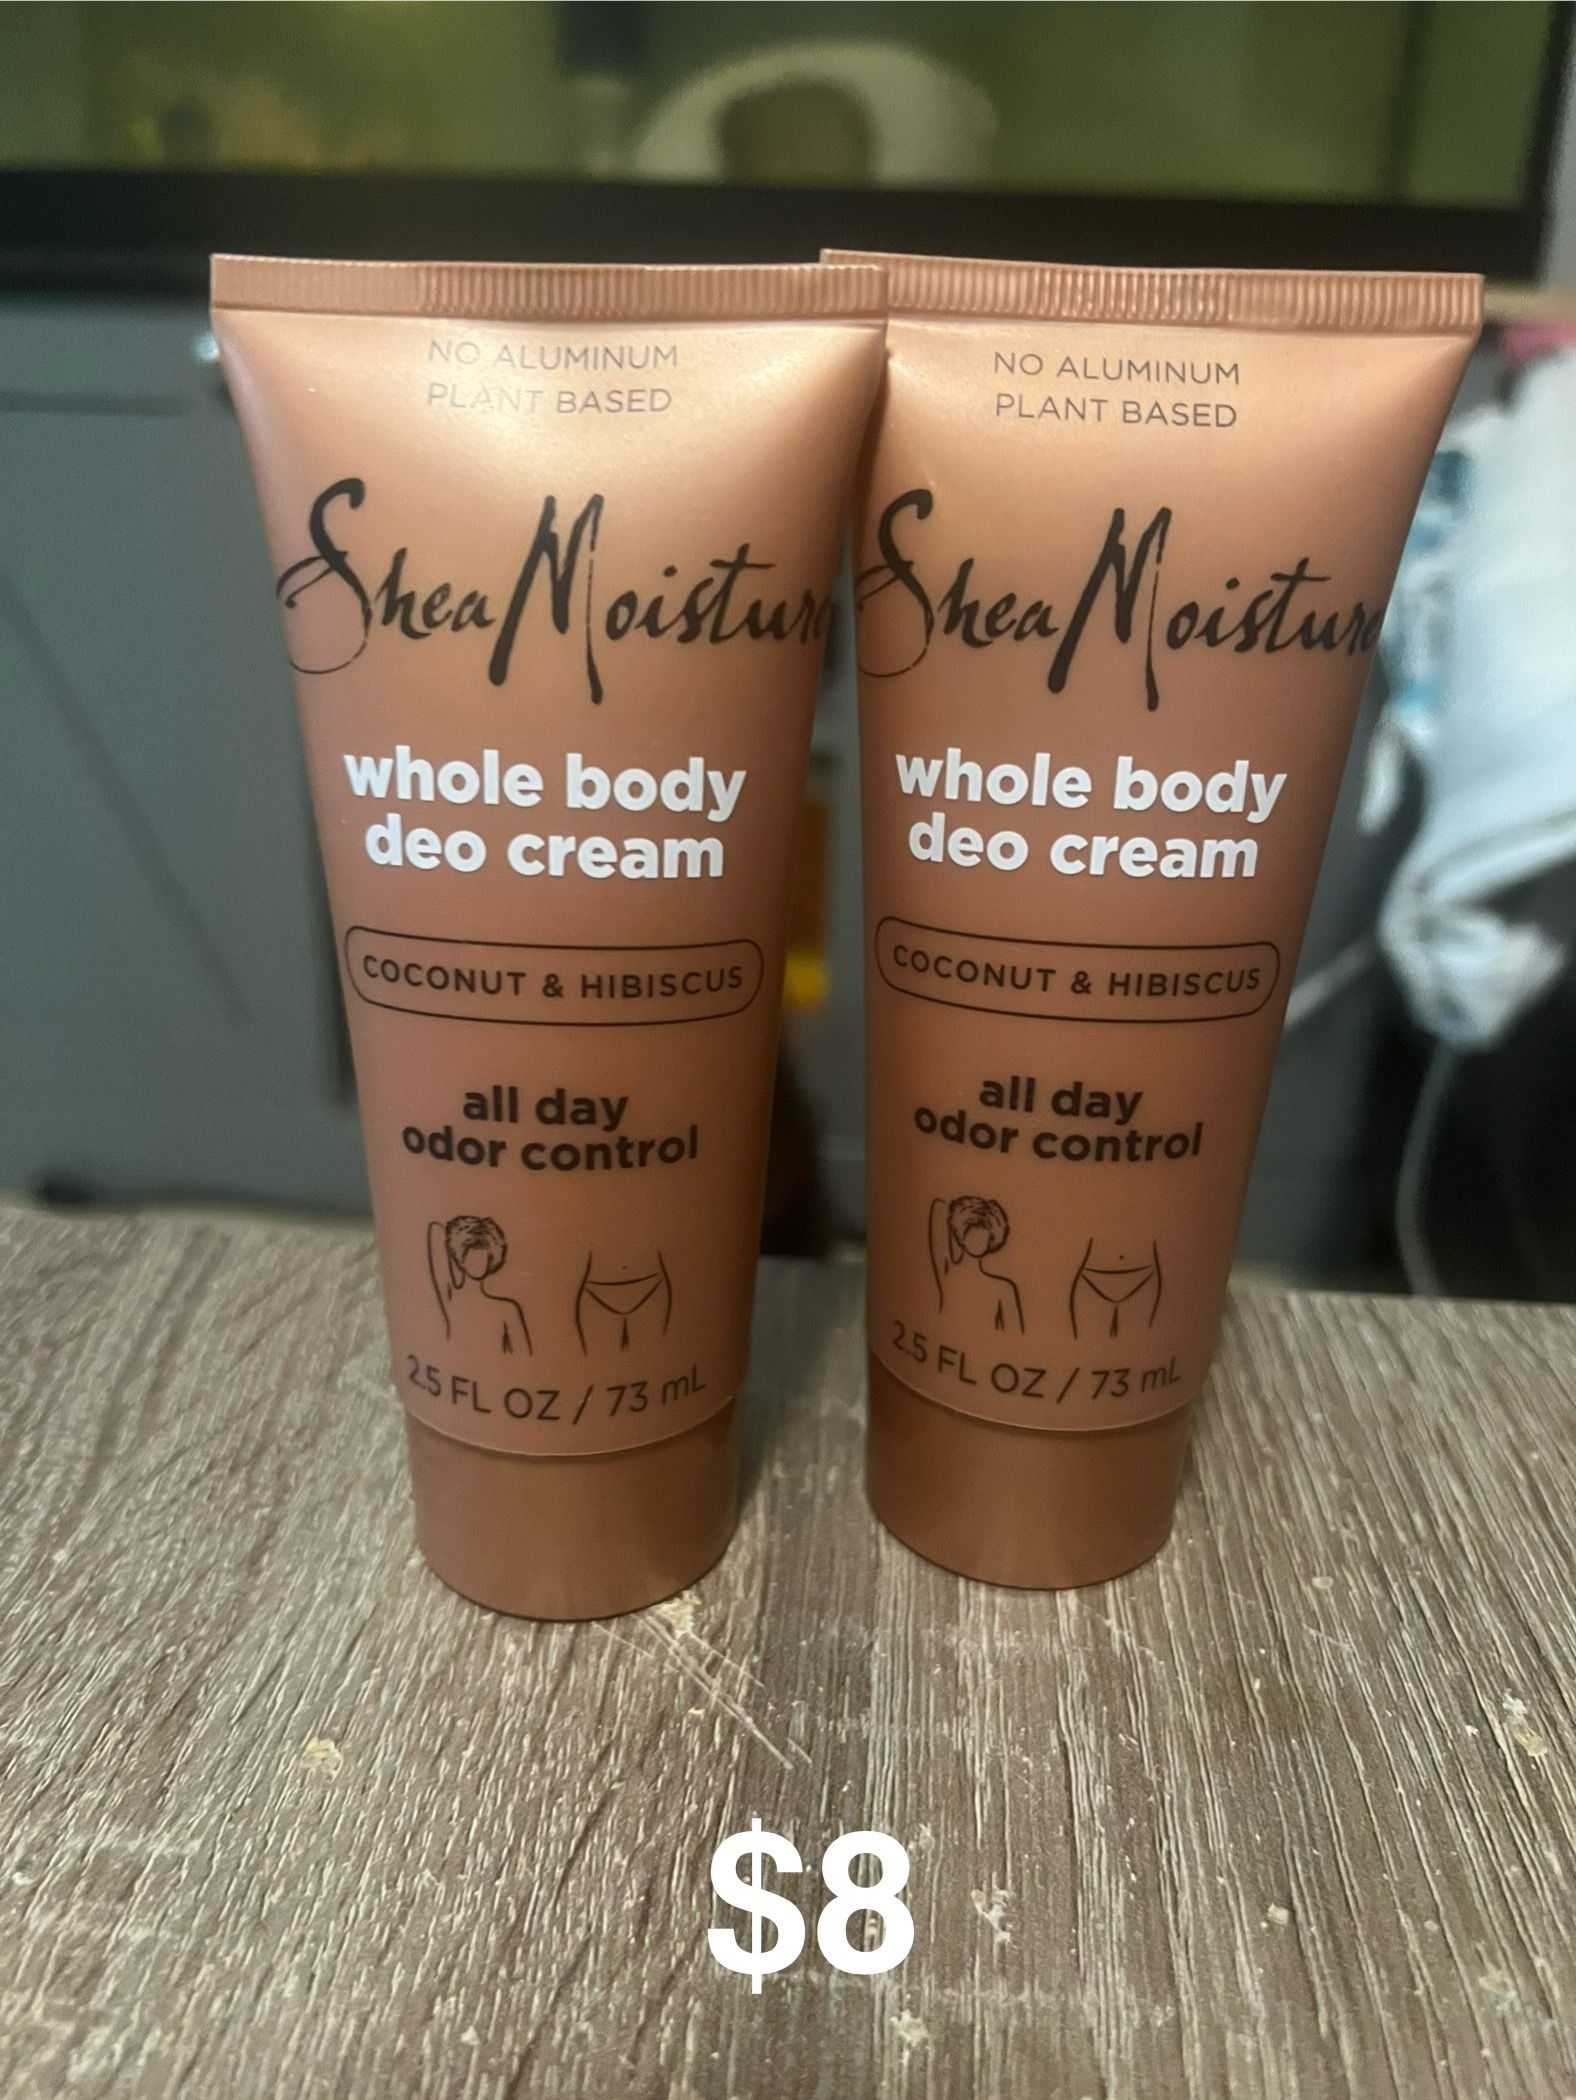 NO ALUMINUM
PLANT BASED
SheaMoisture
whole body
deo cream
COCONUT & HIBISCUS
all day
odor control
2.5 FL OZ / 73 mL
NO ALUMINUM
PLANT BASED
SheaMoisture
whole body
deo cream
COCONUT & HIBISCUS
all day
odor control
2.5 FL OZ / 73 mL
$8